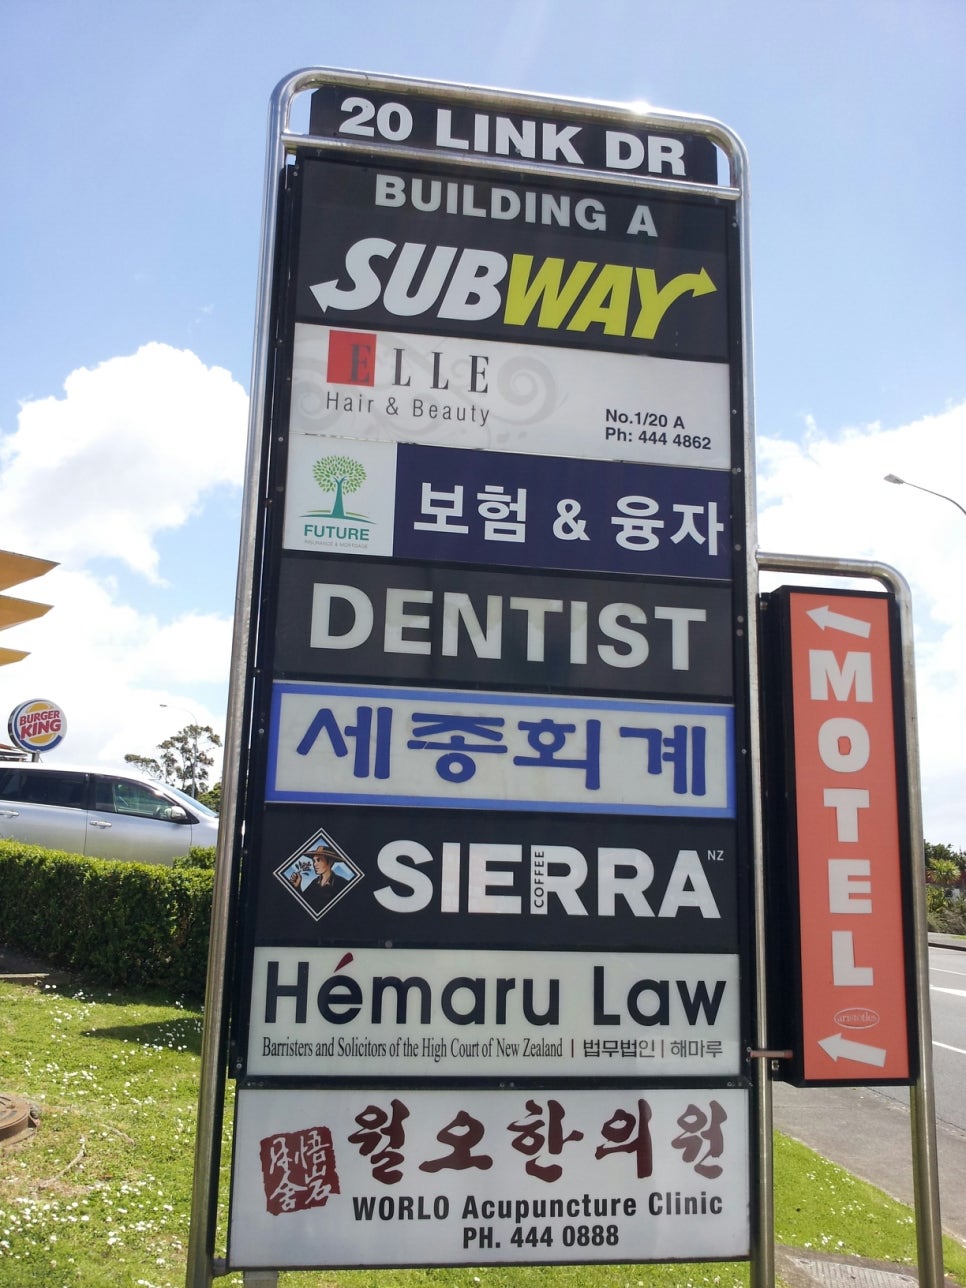 20 LINK DR
BUILDING A
SUBWAY
ELLE
Hair & Beauty
No.1/20 A
Ph: 444 4862
FUTURE
INSURANCE & MORTGAGE
보험 & 융자
DENTIST
세종회계
SIERRA NZ
COFFEE
Hémaru Law
Barristers and Solicitors of the High Court of New Zealand | 법무법인 | 해마루
월오한의원
WORLO Acupuncture Clinic
PH. 444 0888
MOTEL
aristotles
BURGER
KING